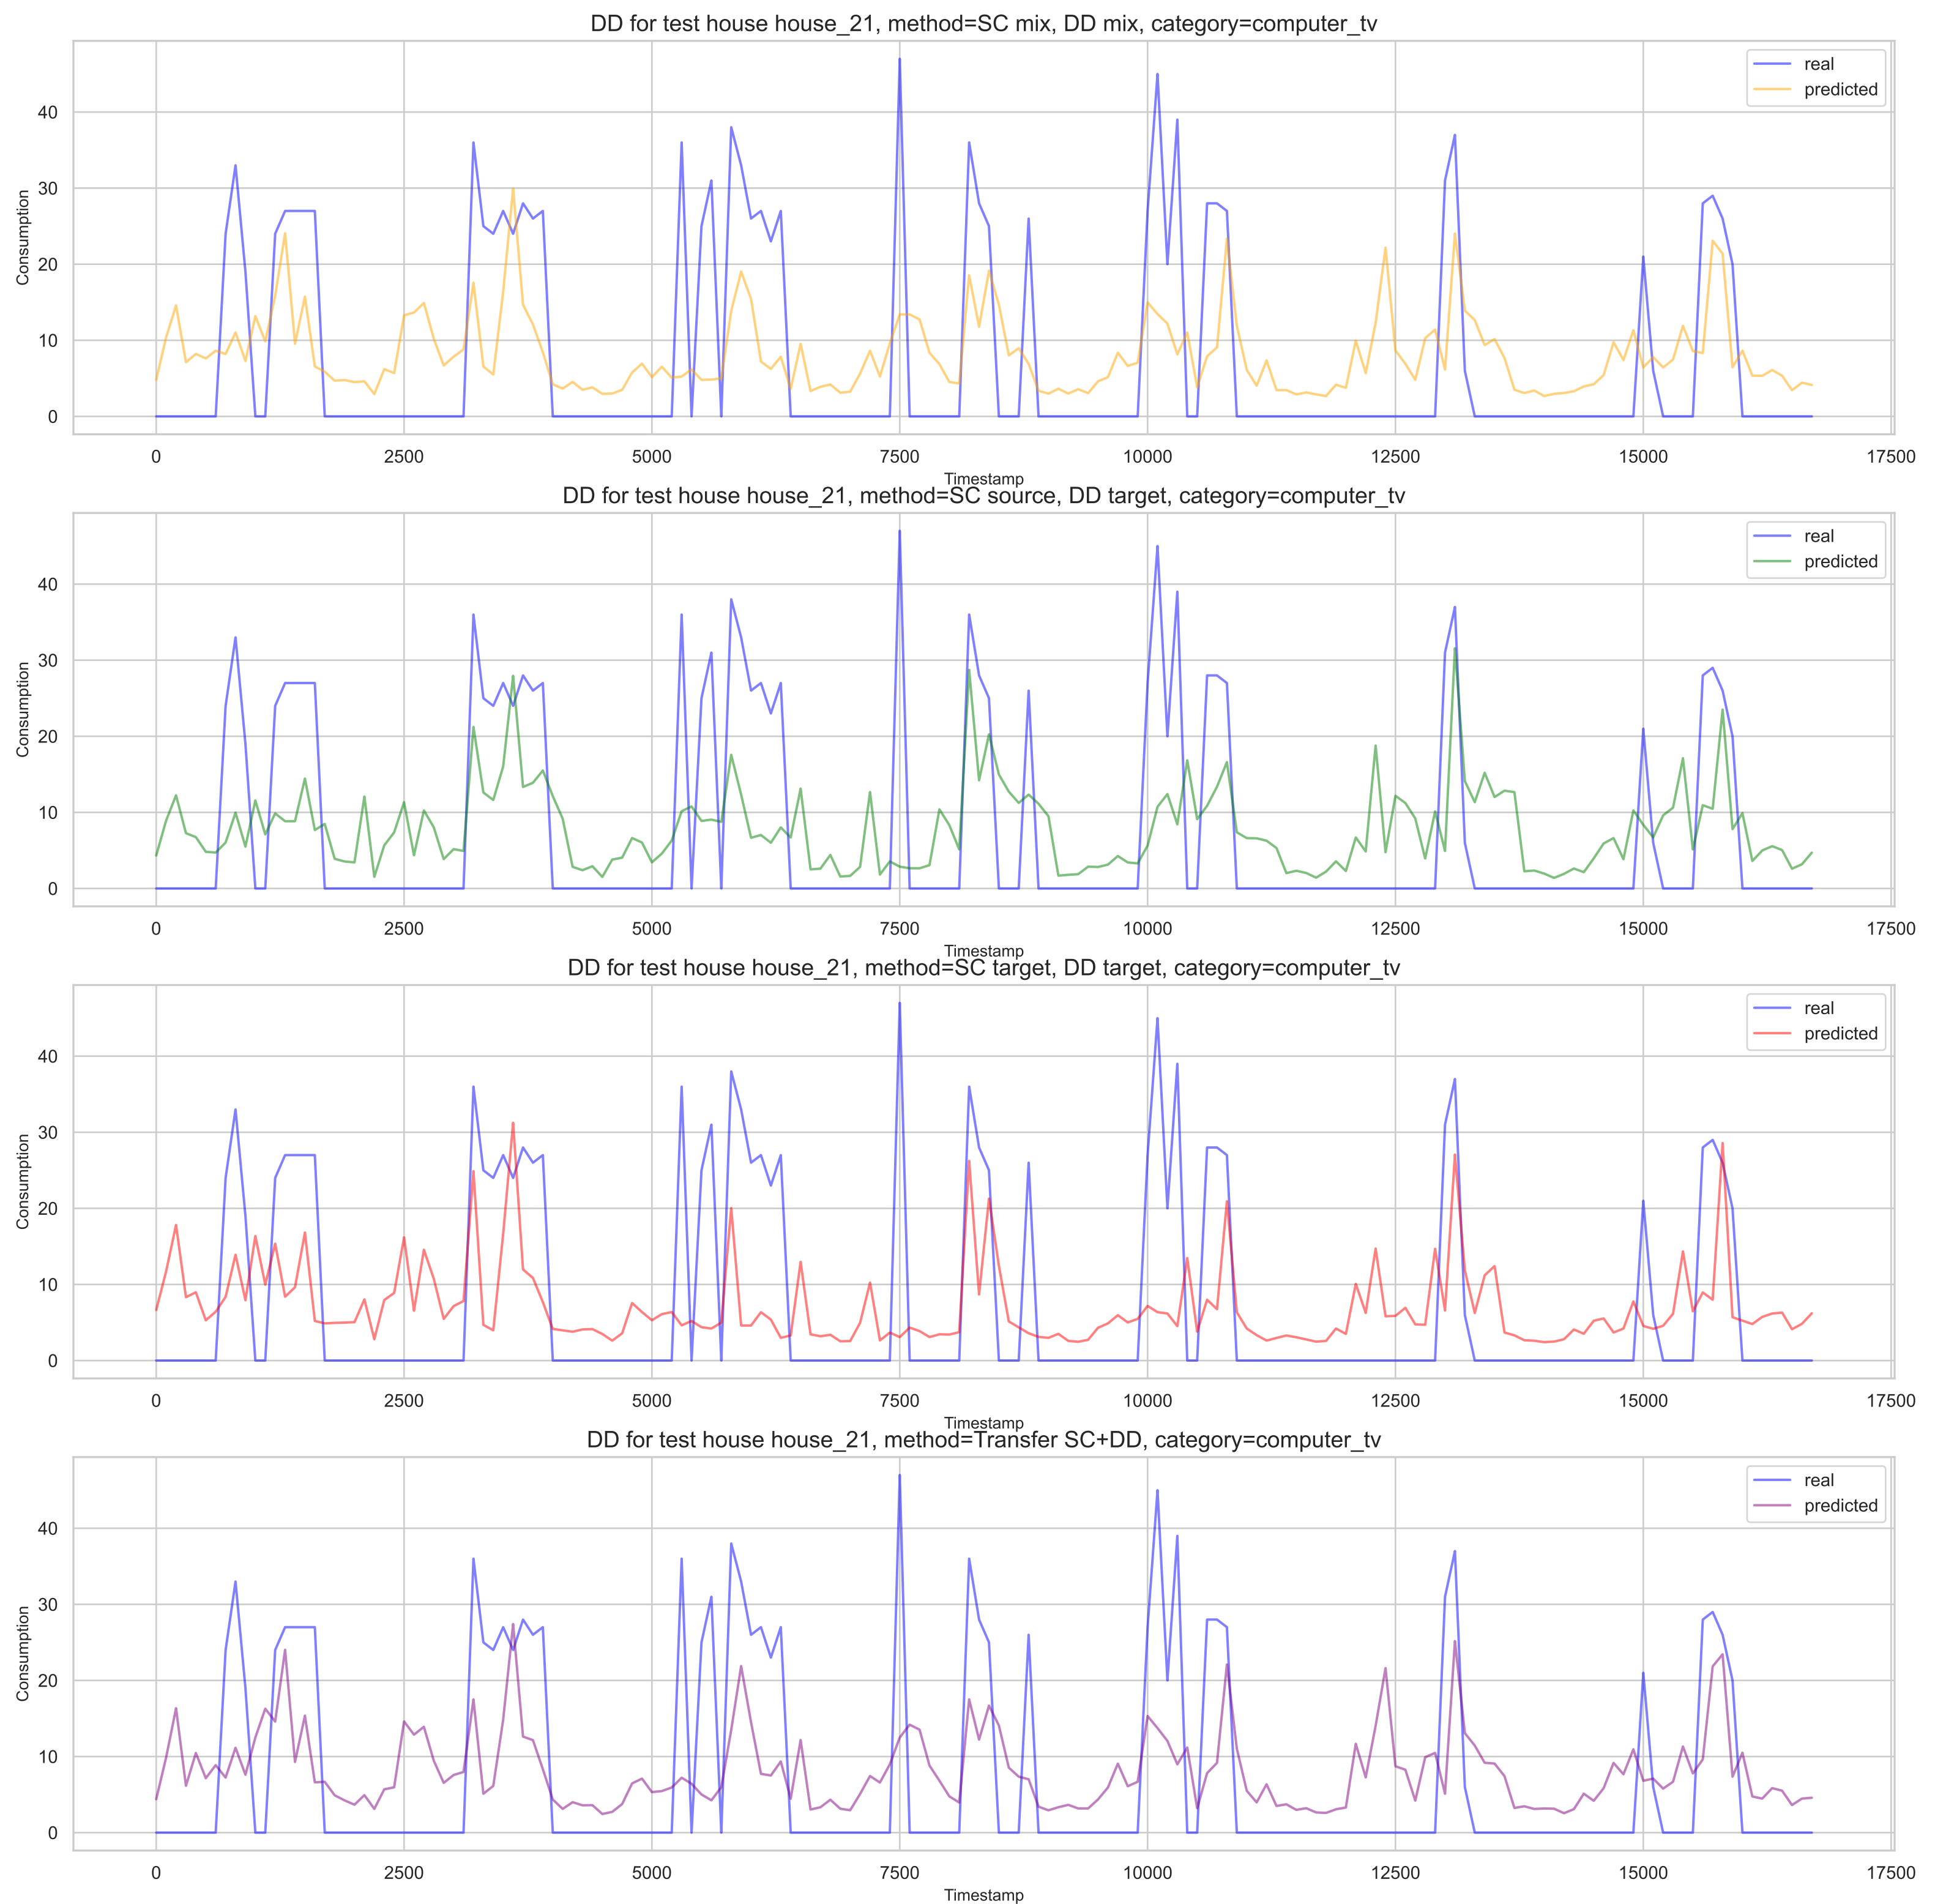 DD for test house house_21, method=SC mix, DD mix, category=computer_tv
real
predicted
Consumption
40
30
20
10
0
0 2500 5000 7500 10000 12500 15000 17500
Timestamp
DD for test house house_21, method=SC source, DD target, category=computer_tv
real
predicted
Consumption
40
30
20
10
0
0 2500 5000 7500 10000 12500 15000 17500
Timestamp
DD for test house house_21, method=SC target, DD target, category=computer_tv
real
predicted
Consumption
40
30
20
10
0
0 2500 5000 7500 10000 12500 15000 17500
Timestamp
DD for test house house_21, method=Transfer SC+DD, category=computer_tv
real
predicted
Consumption
40
30
20
10
0
0 2500 5000 7500 10000 12500 15000 17500
Timestamp